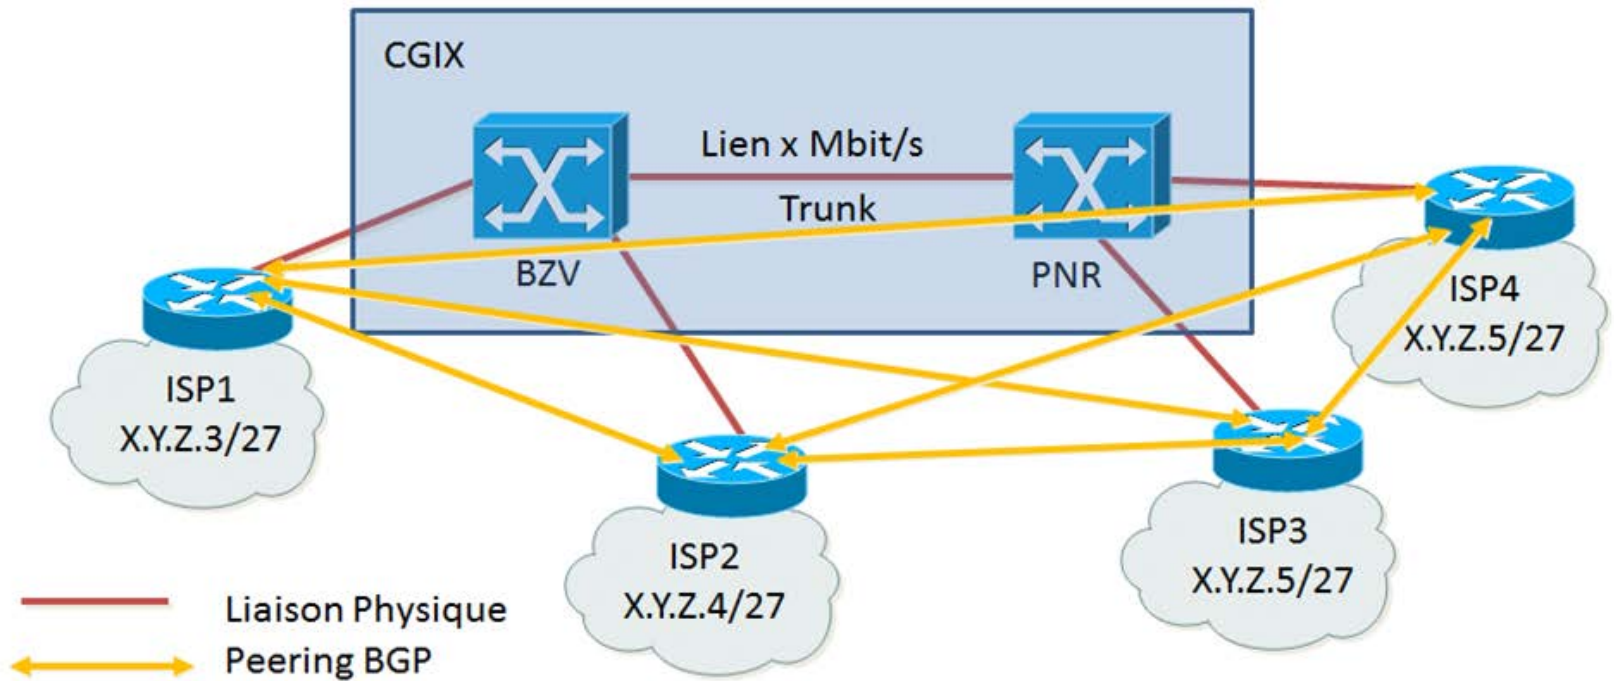 CGIX
Lien x Mbit/s
Trunk
BZV
PNR
ISP4
X.Y.Z.5/27
ISP1
X.Y.Z.3/27
ISP2
X.Y.Z.4/27
ISP3
X.Y.Z.5/27
Liaison Physique
Peering BGP